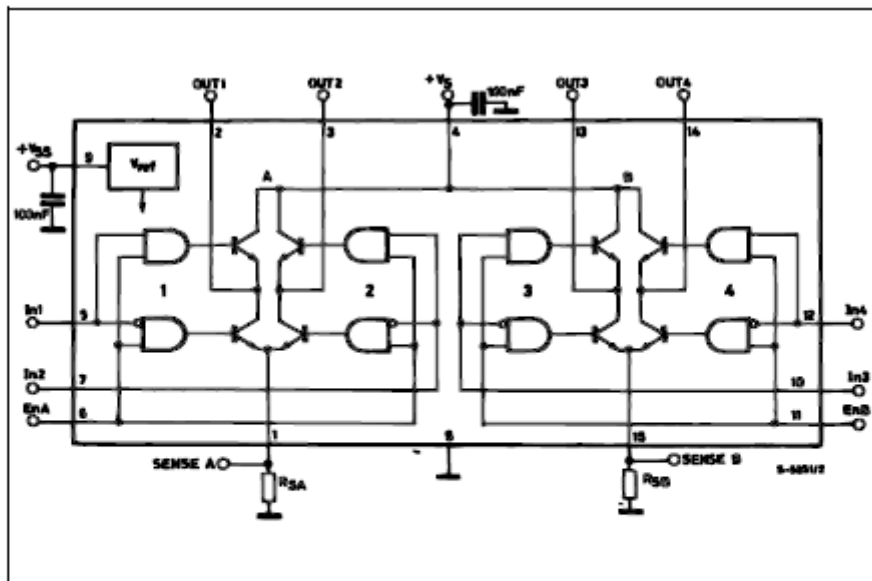 OUT1 OUT2 +VS 100nF OUT3 OUT4
2 3 4 13 14
+VSS 9 Vref A B
100nF
1 2 3 4
In1 5 12 In4
In2 7 10 In3
EnA 6 11 EnB
1 8 15
SENSE A SENSE B S-5851/2
RSA RSB